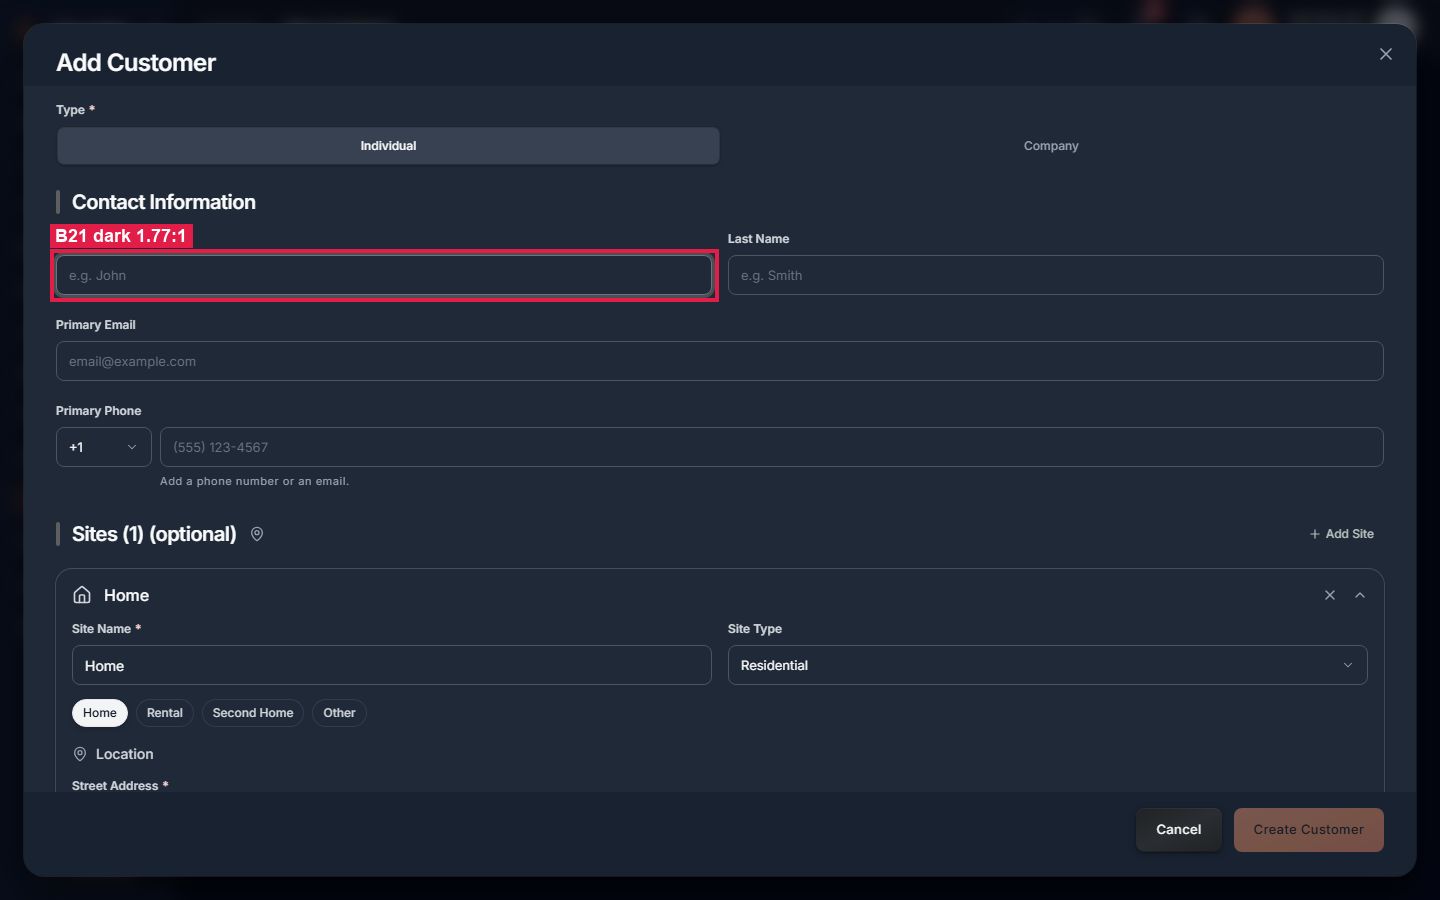 Add Customer
Type *
Individual
Company
Contact Information
B21 dark 1.77:1
Last Name
e.g. John
e.g. Smith
Primary Email
email@example.com
Primary Phone
+1
(555) 123-4567
Add a phone number or an email.
Sites (1) (optional)
+ Add Site
Home
Site Name *
Site Type
Home
Residential
Home
Rental
Second Home
Other
Location
Street Address *
Cancel
Create Customer